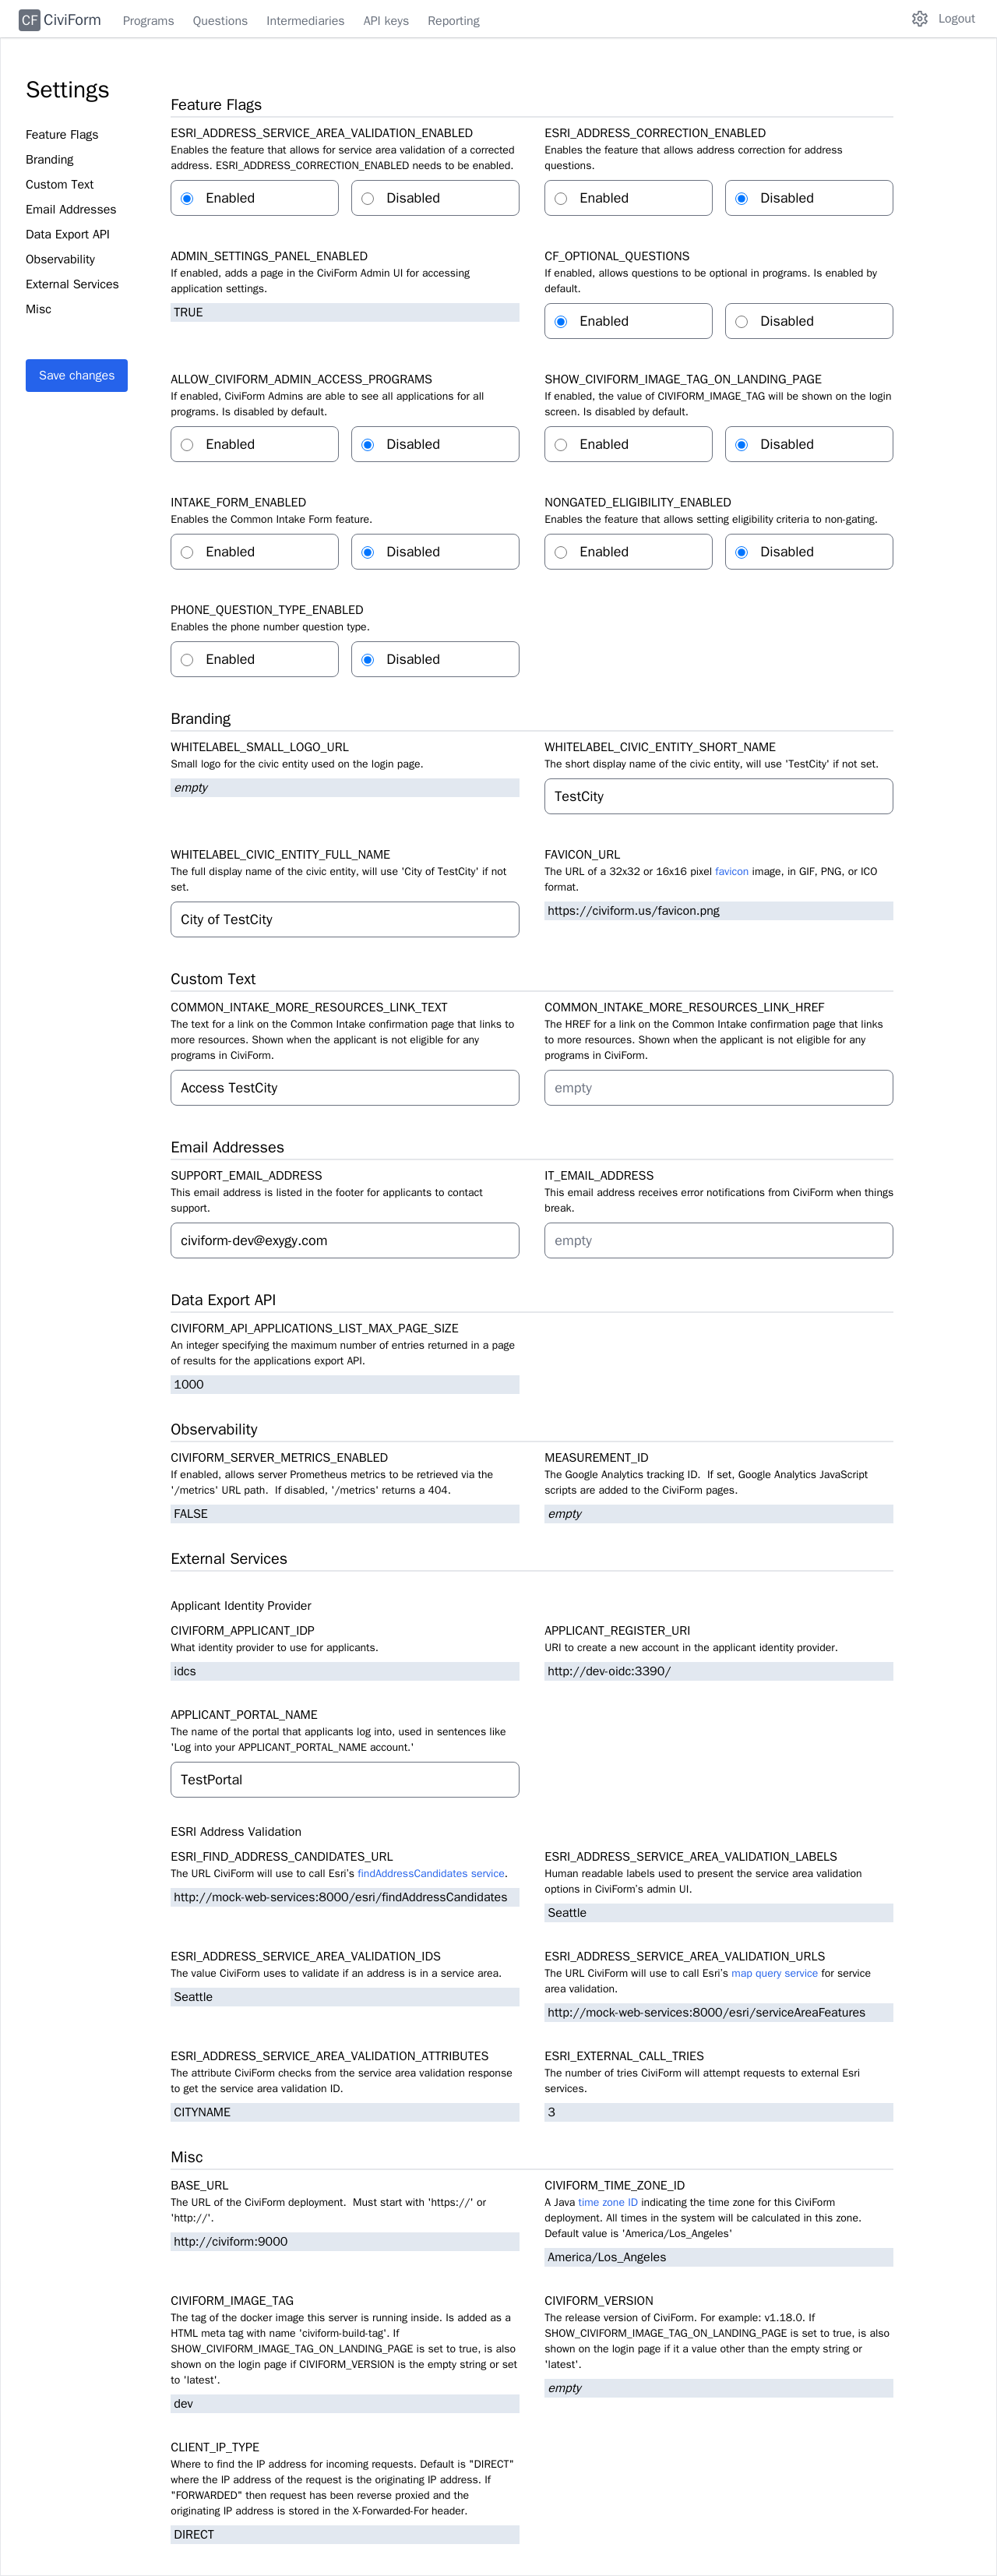 CF CiviForm Programs Questions Intermediaries API keys Reporting Logout
Settings
Feature Flags
Branding
Custom Text
Email Addresses
Data Export API
Observability
External Services
Misc
Save changes
Feature Flags
ESRI_ADDRESS_SERVICE_AREA_VALIDATION_ENABLED
Enables the feature that allows for service area validation of a corrected
address. ESRI_ADDRESS_CORRECTION_ENABLED needs to be enabled.
Enabled Disabled
ESRI_ADDRESS_CORRECTION_ENABLED
Enables the feature that allows address correction for address
questions.
Enabled Disabled
ADMIN_SETTINGS_PANEL_ENABLED
If enabled, adds a page in the CiviForm Admin UI for accessing
application settings.
TRUE
CF_OPTIONAL_QUESTIONS
If enabled, allows questions to be optional in programs. Is enabled by
default.
Enabled Disabled
ALLOW_CIVIFORM_ADMIN_ACCESS_PROGRAMS
If enabled, CiviForm Admins are able to see all applications for all
programs. Is disabled by default.
Enabled Disabled
SHOW_CIVIFORM_IMAGE_TAG_ON_LANDING_PAGE
If enabled, the value of CIVIFORM_IMAGE_TAG will be shown on the login
screen. Is disabled by default.
Enabled Disabled
INTAKE_FORM_ENABLED
Enables the Common Intake Form feature.
Enabled Disabled
NONGATED_ELIGIBILITY_ENABLED
Enables the feature that allows setting eligibility criteria to non-gating.
Enabled Disabled
PHONE_QUESTION_TYPE_ENABLED
Enables the phone number question type.
Enabled Disabled
Branding
WHITELABEL_SMALL_LOGO_URL
Small logo for the civic entity used on the login page.
empty
WHITELABEL_CIVIC_ENTITY_SHORT_NAME
The short display name of the civic entity, will use 'TestCity' if not set.
TestCity
WHITELABEL_CIVIC_ENTITY_FULL_NAME
The full display name of the civic entity, will use 'City of TestCity' if not
set.
City of TestCity
FAVICON_URL
The URL of a 32x32 or 16x16 pixel favicon image, in GIF, PNG, or ICO
format.
https://civiform.us/favicon.png
Custom Text
COMMON_INTAKE_MORE_RESOURCES_LINK_TEXT
The text for a link on the Common Intake confirmation page that links to
more resources. Shown when the applicant is not eligible for any
programs in CiviForm.
Access TestCity
COMMON_INTAKE_MORE_RESOURCES_LINK_HREF
The HREF for a link on the Common Intake confirmation page that links
to more resources. Shown when the applicant is not eligible for any
programs in CiviForm.
empty
Email Addresses
SUPPORT_EMAIL_ADDRESS
This email address is listed in the footer for applicants to contact
support.
civiform-dev@exygy.com
IT_EMAIL_ADDRESS
This email address receives error notifications from CiviForm when things
break.
empty
Data Export API
CIVIFORM_API_APPLICATIONS_LIST_MAX_PAGE_SIZE
An integer specifying the maximum number of entries returned in a page
of results for the applications export API.
1000
Observability
CIVIFORM_SERVER_METRICS_ENABLED
If enabled, allows server Prometheus metrics to be retrieved via the
'/metrics' URL path. If disabled, '/metrics' returns a 404.
FALSE
MEASUREMENT_ID
The Google Analytics tracking ID. If set, Google Analytics JavaScript
scripts are added to the CiviForm pages.
empty
External Services
Applicant Identity Provider
CIVIFORM_APPLICANT_IDP
What identity provider to use for applicants.
idcs
APPLICANT_REGISTER_URI
URI to create a new account in the applicant identity provider.
http://dev-oidc:3390/
APPLICANT_PORTAL_NAME
The name of the portal that applicants log into, used in sentences like
'Log into your APPLICANT_PORTAL_NAME account.'
TestPortal
ESRI Address Validation
ESRI_FIND_ADDRESS_CANDIDATES_URL
The URL CiviForm will use to call Esri's findAddressCandidates service.
http://mock-web-services:8000/esri/findAddressCandidates
ESRI_ADDRESS_SERVICE_AREA_VALIDATION_LABELS
Human readable labels used to present the service area validation
options in CiviForm's admin UI.
Seattle
ESRI_ADDRESS_SERVICE_AREA_VALIDATION_IDS
The value CiviForm uses to validate if an address is in a service area.
Seattle
ESRI_ADDRESS_SERVICE_AREA_VALIDATION_URLS
The URL CiviForm will use to call Esri's map query service for service
area validation.
http://mock-web-services:8000/esri/serviceAreaFeatures
ESRI_ADDRESS_SERVICE_AREA_VALIDATION_ATTRIBUTES
The attribute CiviForm checks from the service area validation response
to get the service area validation ID.
CITYNAME
ESRI_EXTERNAL_CALL_TRIES
The number of tries CiviForm will attempt requests to external Esri
services.
3
Misc
BASE_URL
The URL of the CiviForm deployment. Must start with 'https://' or
'http://'.
http://civiform:9000
CIVIFORM_TIME_ZONE_ID
A Java time zone ID indicating the time zone for this CiviForm
deployment. All times in the system will be calculated in this zone.
Default value is 'America/Los_Angeles'
America/Los_Angeles
CIVIFORM_IMAGE_TAG
The tag of the docker image this server is running inside. Is added as a
HTML meta tag with name 'civiform-build-tag'. If
SHOW_CIVIFORM_IMAGE_TAG_ON_LANDING_PAGE is set to true, is also
shown on the login page if CIVIFORM_VERSION is the empty string or set
to 'latest'.
dev
CIVIFORM_VERSION
The release version of CiviForm. For example: v1.18.0. If
SHOW_CIVIFORM_IMAGE_TAG_ON_LANDING_PAGE is set to true, is also
shown on the login page if it a value other than the empty string or
'latest'.
empty
CLIENT_IP_TYPE
Where to find the IP address for incoming requests. Default is "DIRECT"
where the IP address of the request is the originating IP address. If
"FORWARDED" then request has been reverse proxied and the
originating IP address is stored in the X-Forwarded-For header.
DIRECT